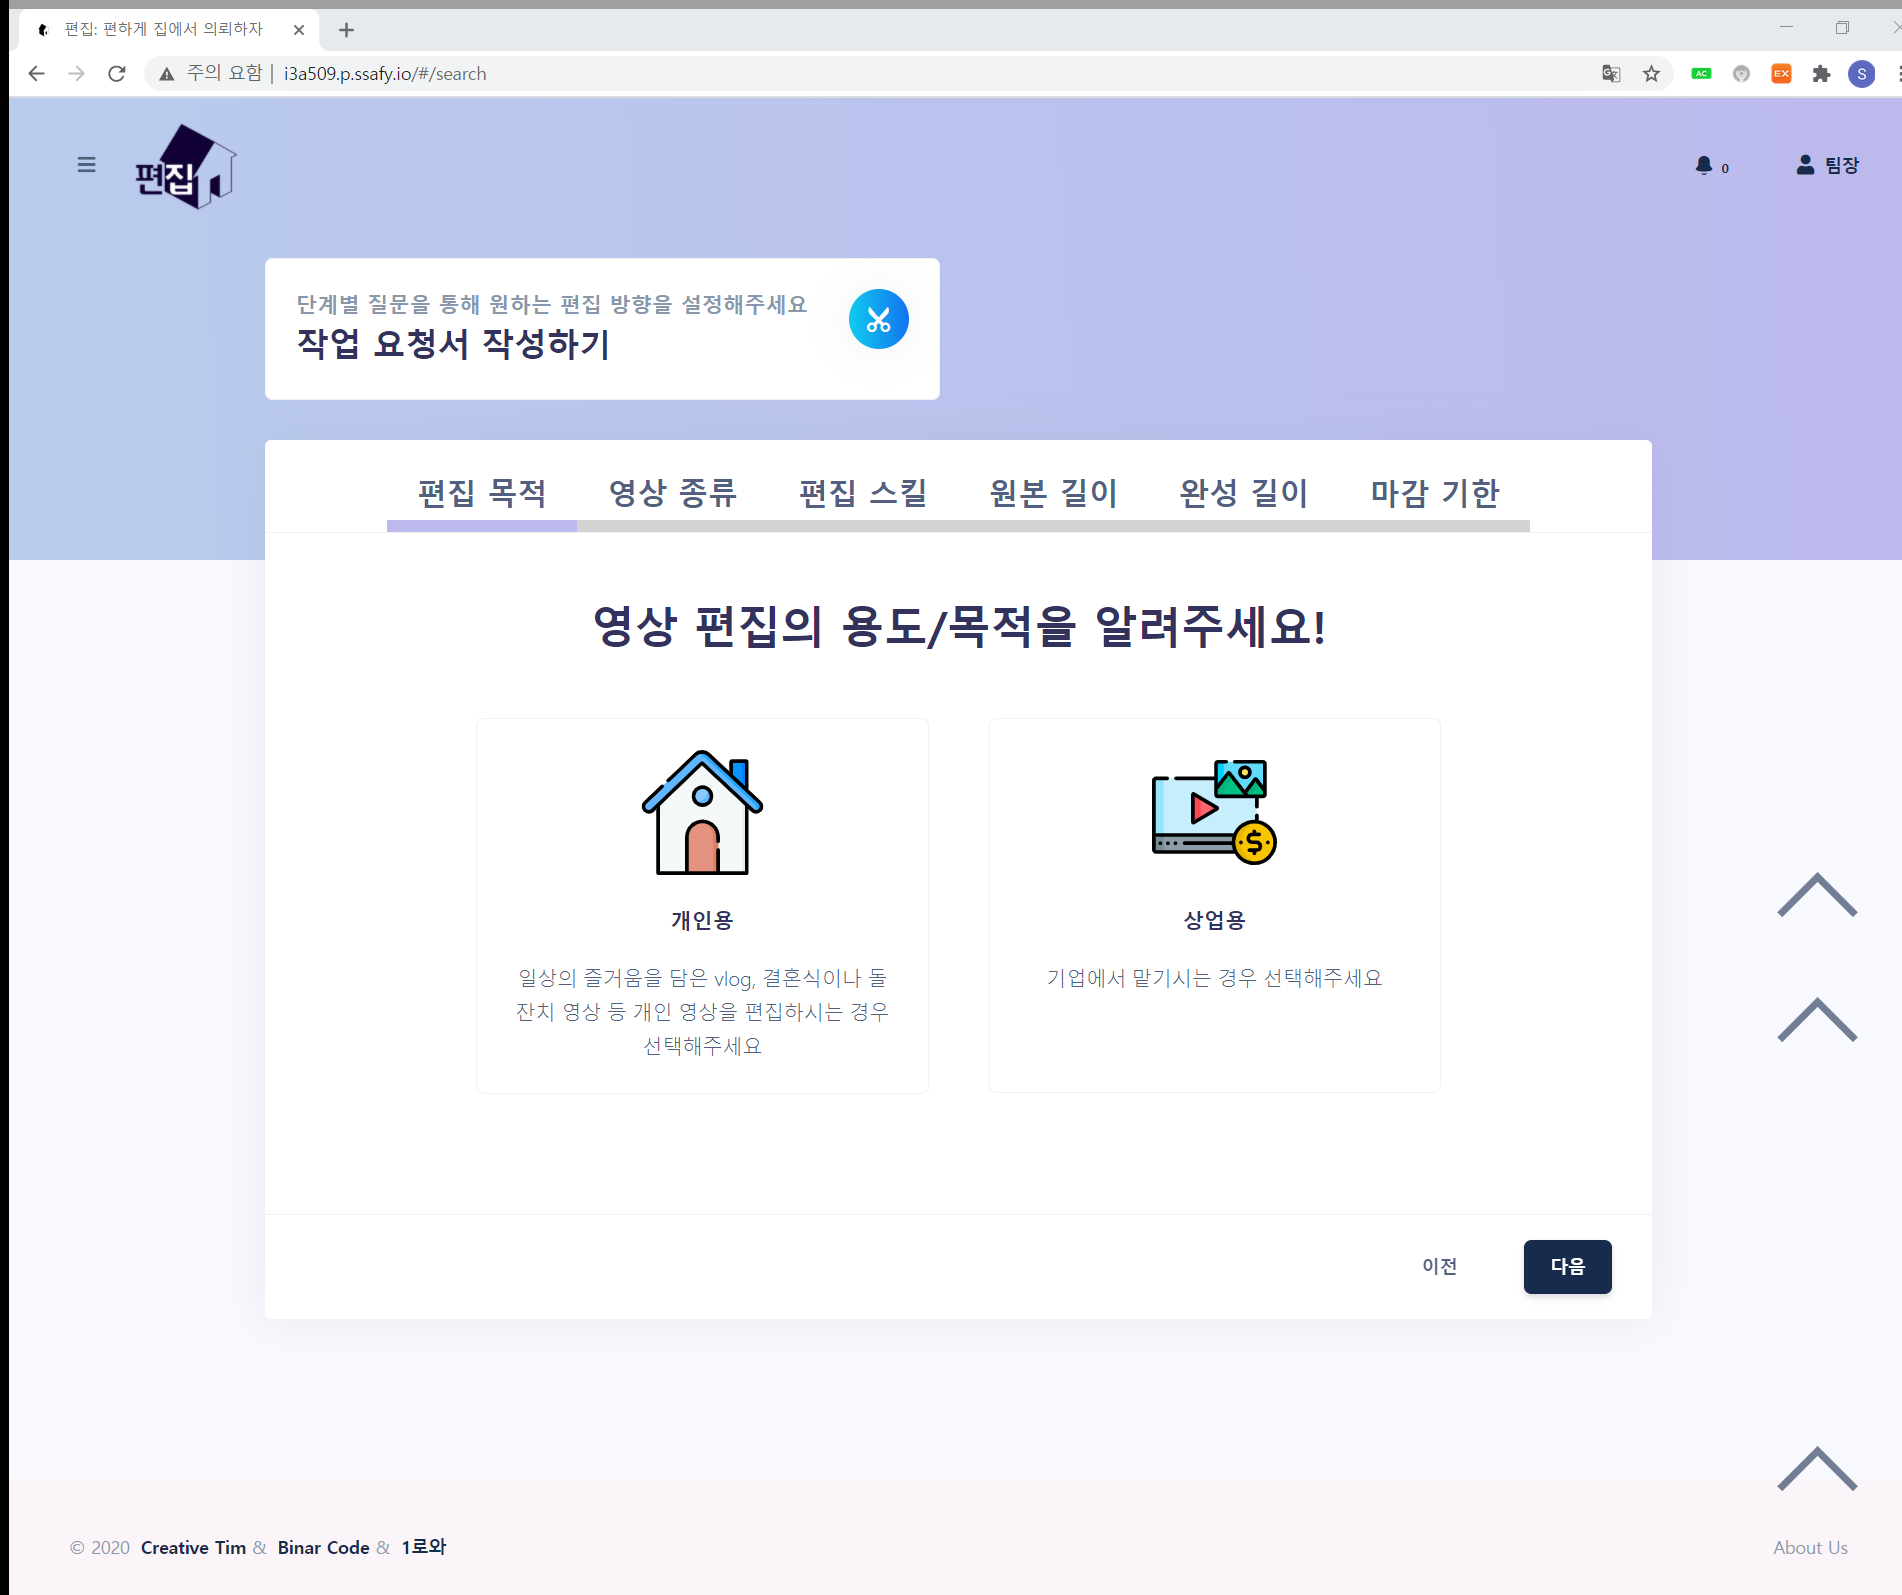 편집: 편하게 집에서 의뢰하자
주의 요함 | i3a509.p.ssafy.io/#/search
AC
EX
S
편집
0
팀장
단계별 질문을 통해 원하는 편집 방향을 설정해주세요
작업 요청서 작성하기
편집 목적 영상 종류 편집 스킬 원본 길이 완성 길이 마감 기한
영상 편집의 용도/목적을 알려주세요!
개인용
일상의 즐거움을 담은 vlog, 결혼식이나 돌
잔치 영상 등 개인 영상을 편집하시는 경우
선택해주세요
상업용
기업에서 맡기시는 경우 선택해주세요
이전
다음
© 2020 Creative Tim & Binar Code & 1로와
About Us